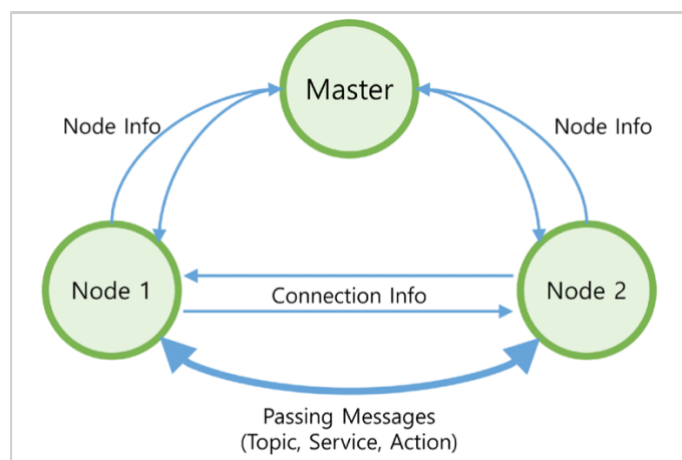 Master
Node Info
Node Info
Node 1
Connection Info
Node 2
Passing Messages
(Topic, Service, Action)